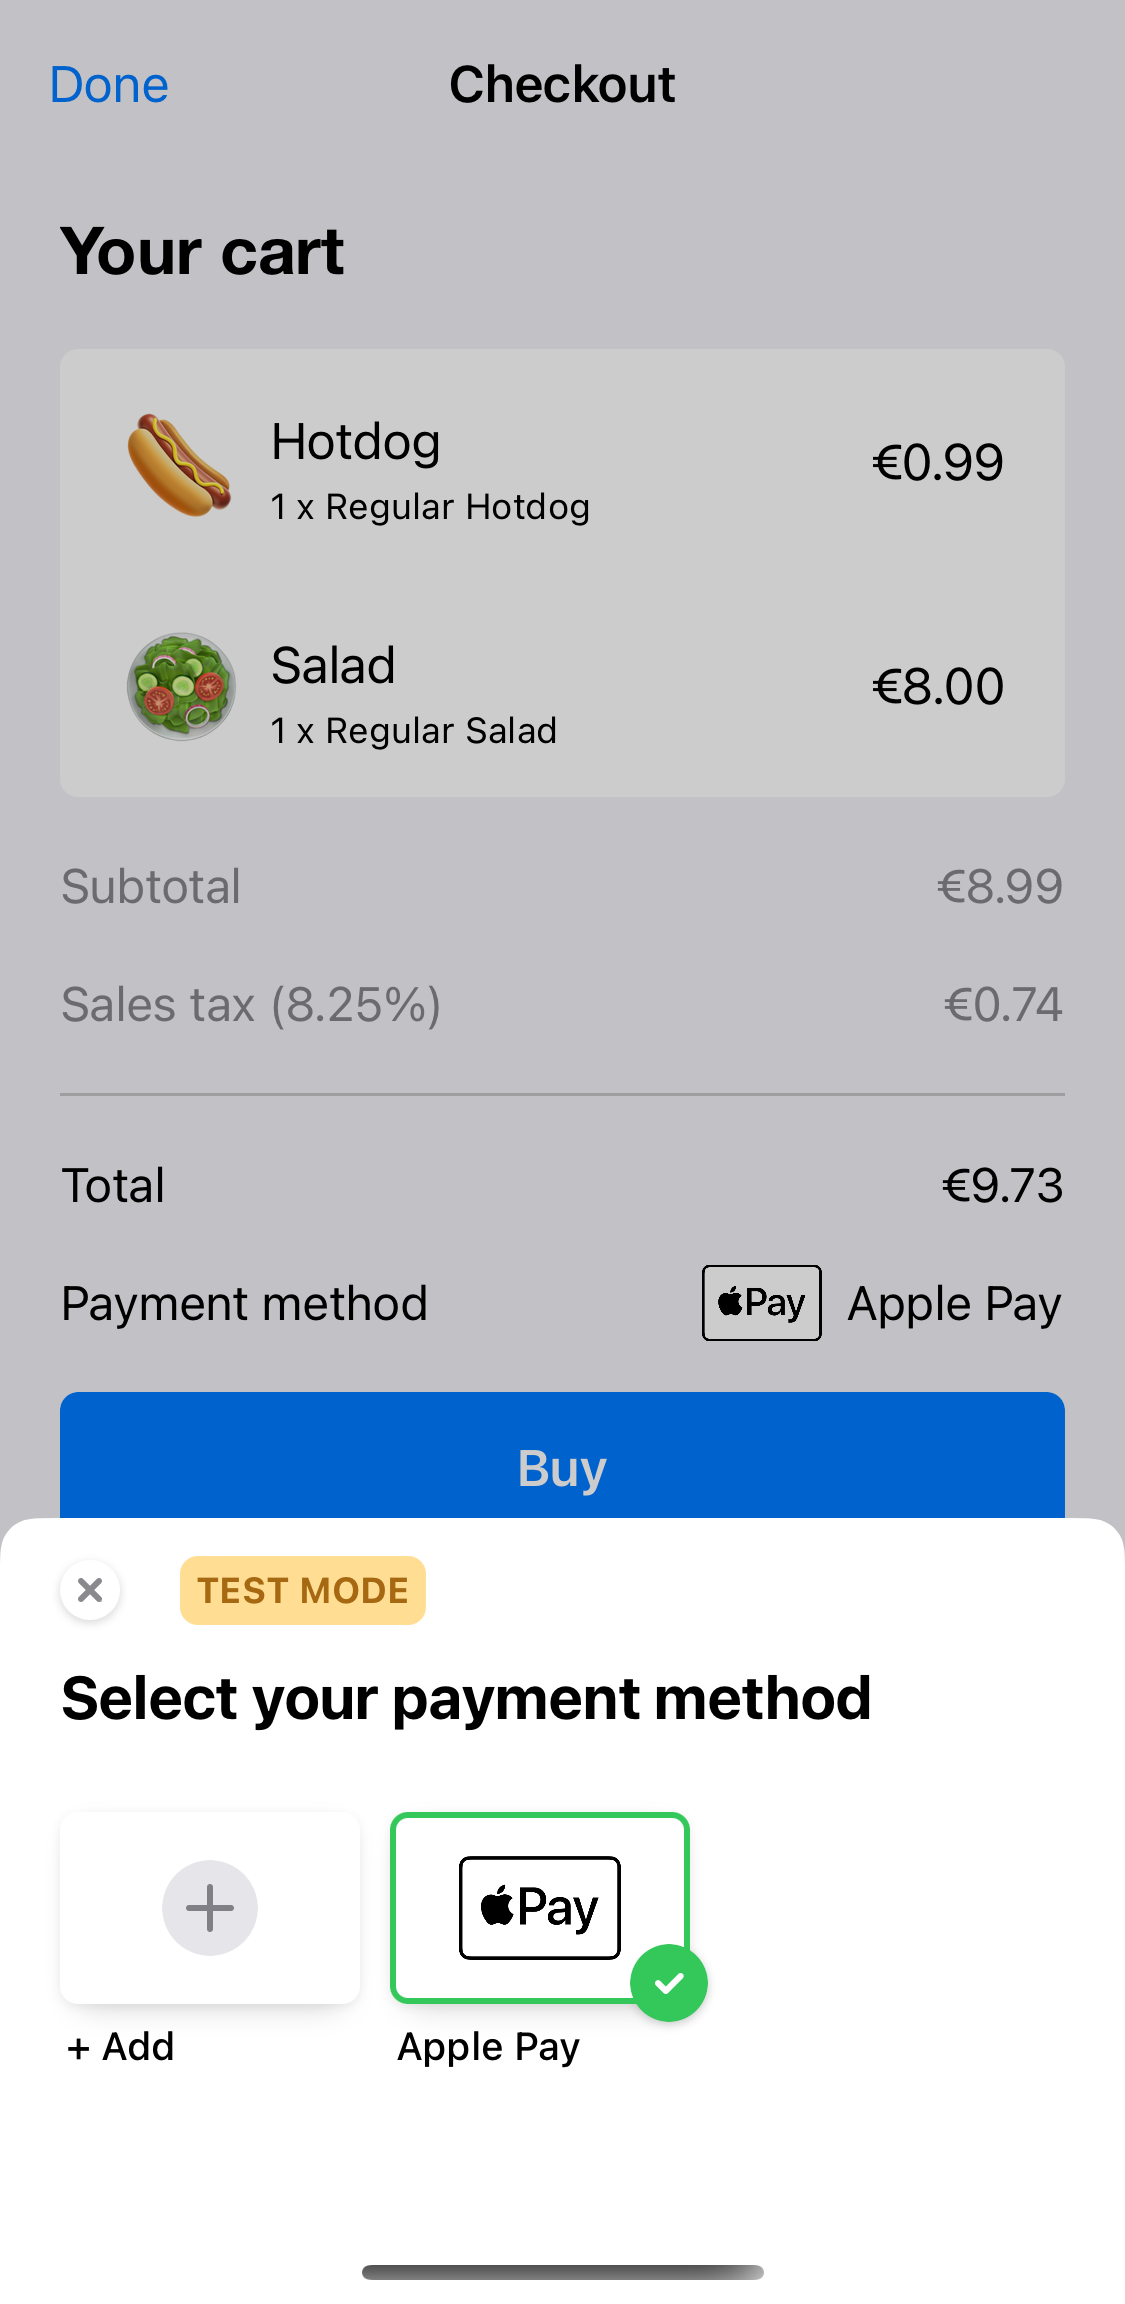 Done Checkout
Your cart
Hotdog €0.99
1 x Regular Hotdog
Salad €8.00
1 x Regular Salad
Subtotal €8.99
Sales tax (8.25%) €0.74
Total €9.73
Payment method Pay Apple Pay
Buy
TEST MODE
Select your payment method
Pay
+ Add Apple Pay